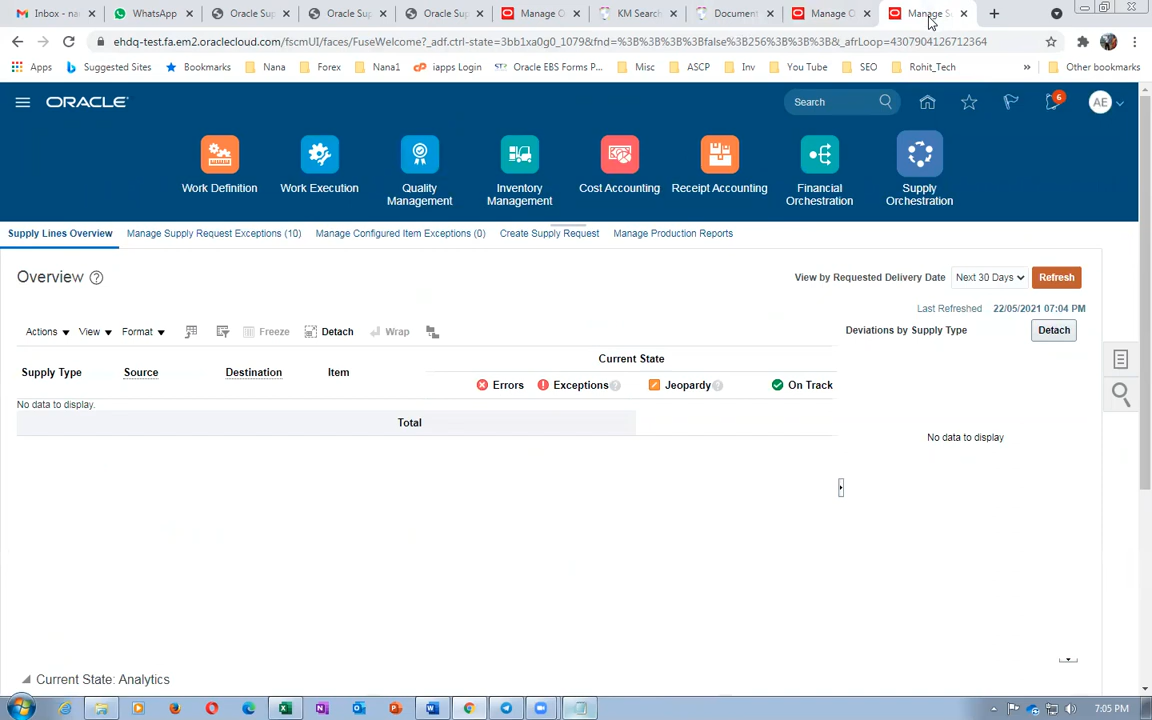 Inbox - na
WhatsApp
Oracle Sup
Oracle Sup
Oracle Sup
Manage O
KM Search
Document
Manage O
Manage S
ehdq-test.fa.em2.oraclecloud.com/fscmUI/faces/FuseWelcome?_adf.ctrl-state=3bb1xa0g0_1079&fnd=%3B%3B%3B%3Bfalse%3B256%3B%3B%3B&_afrLoop=4307904126712364
Apps Suggested Sites Bookmarks Nana Forex Nana1 iapps Login Oracle EBS Forms P... Misc ASCP Inv You Tube SEO Rohit_Tech » Other bookmarks
ORACLE
Search
6
AE
Work Definition
Work Execution
Quality Management
Inventory Management
Cost Accounting
Receipt Accounting
Financial Orchestration
Supply Orchestration
Supply Lines Overview Manage Supply Request Exceptions (10) Manage Configured Item Exceptions (0) Create Supply Request Manage Production Reports
Overview
View by Requested Delivery Date Next 30 Days Refresh
Last Refreshed 22/05/2021 07:04 PM
Actions View Format Freeze Detach Wrap
Deviations by Supply Type Detach
Current State
Supply Type Source Destination Item
Errors Exceptions Jeopardy On Track
No data to display.
Total
No data to display
Current State: Analytics
7:05 PM